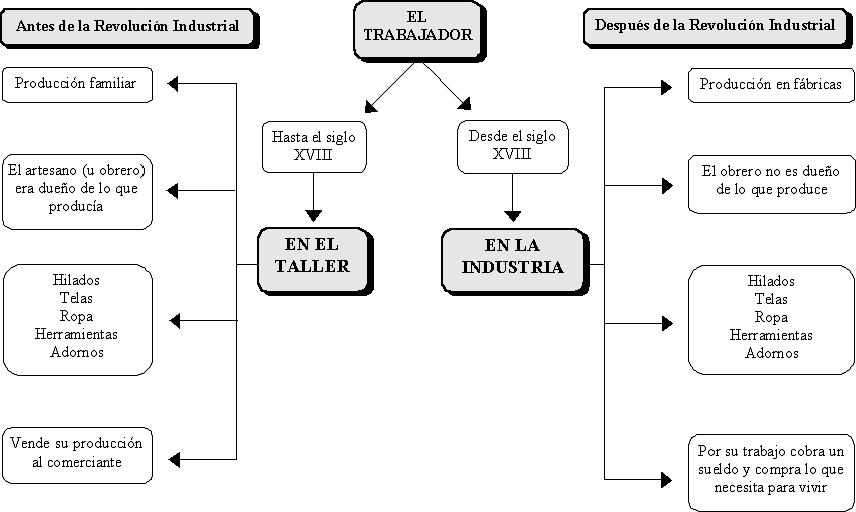 Antes de la Revolución Industrial
EL
TRABAJADOR
Después de la Revolución Industrial
Hasta el siglo
XVIII
Desde el siglo
XVIII
EN EL
TALLER
EN LA
INDUSTRIA
Producción familiar
El artesano (u obrero)
era dueño de lo que
producía
Hilados
Telas
Ropa
Herramientas
Adornos
Vende su producción
al comerciante
Producción en fábricas
El obrero no es dueño
de lo que produce
Hilados
Telas
Ropa
Herramientas
Adornos
Por su trabajo cobra un
sueldo y compra lo que
necesita para vivir